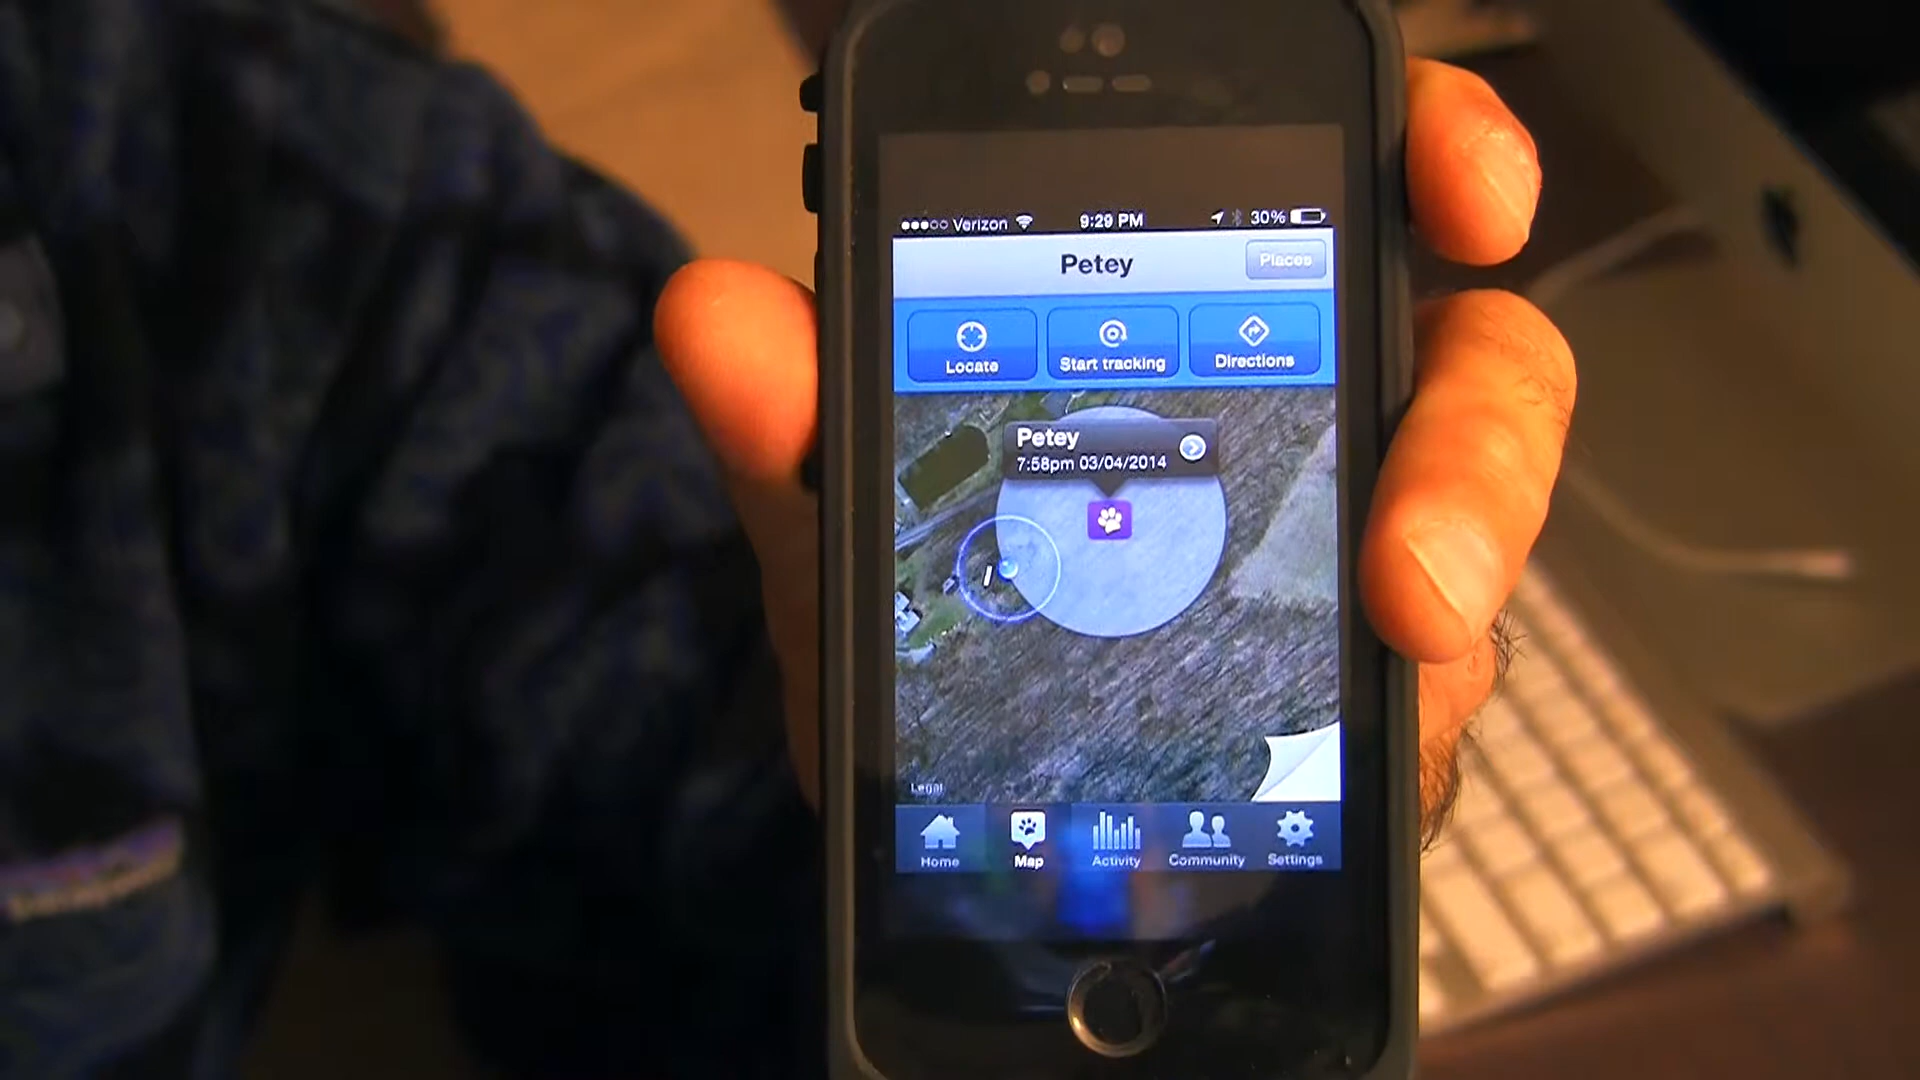 Verizon 9:29 PM 30%
Petey Places
Locate Start tracking Directions
Petey
7:58pm 03/04/2014
Legal
Home Map Activity Community Settings